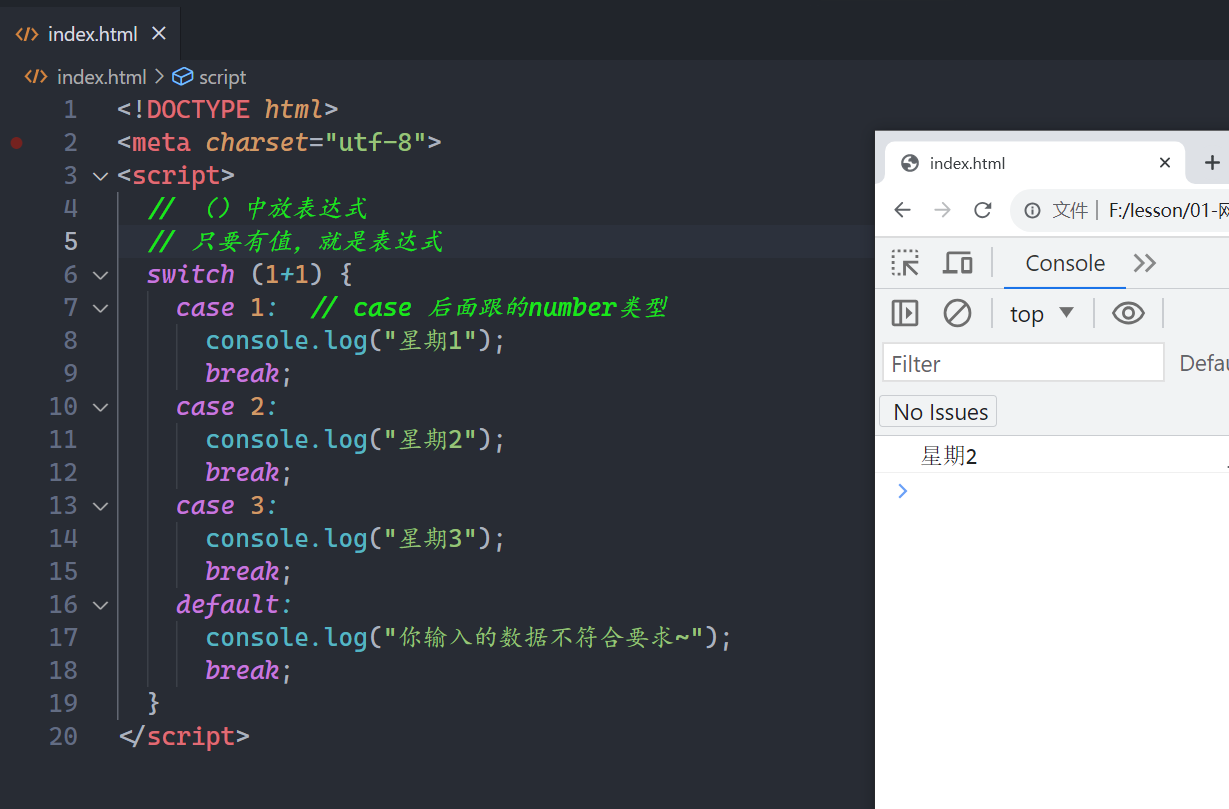 index.html
index.html > script
1 <!DOCTYPE html>
2 <meta charset="utf-8">
3 <script>
4 // （）中放表达式
5 // 只要有值，就是表达式
6 switch (1+1) {
7 case 1: // case 后面跟的number类型
8 console.log("星期1");
9 break;
10 case 2:
11 console.log("星期2");
12 break;
13 case 3:
14 console.log("星期3");
15 break;
16 default:
17 console.log("你输入的数据不符合要求~");
18 break;
19 }
20 </script>
index.html
文件 | F:/lesson/01-网
Console
top
Filter
Defau
No Issues
星期2